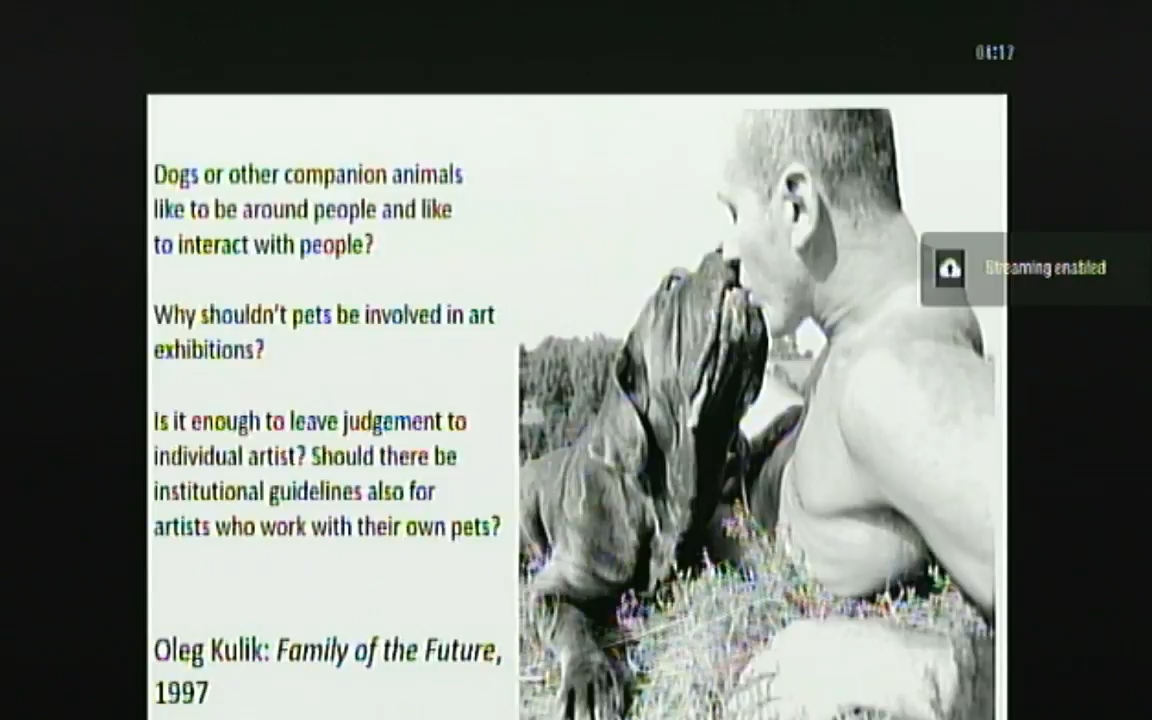 Dogs or other companion animals
like to be around people and like
to interact with people?
Why shouldn't pets be involved in art
exhibitions?
Is it enough to leave judgement to
individual artist? Should there be
institutional guidelines also for
artists who work with their own pets?
Oleg Kulik: Family of the Future,
1997
Streaming enabled